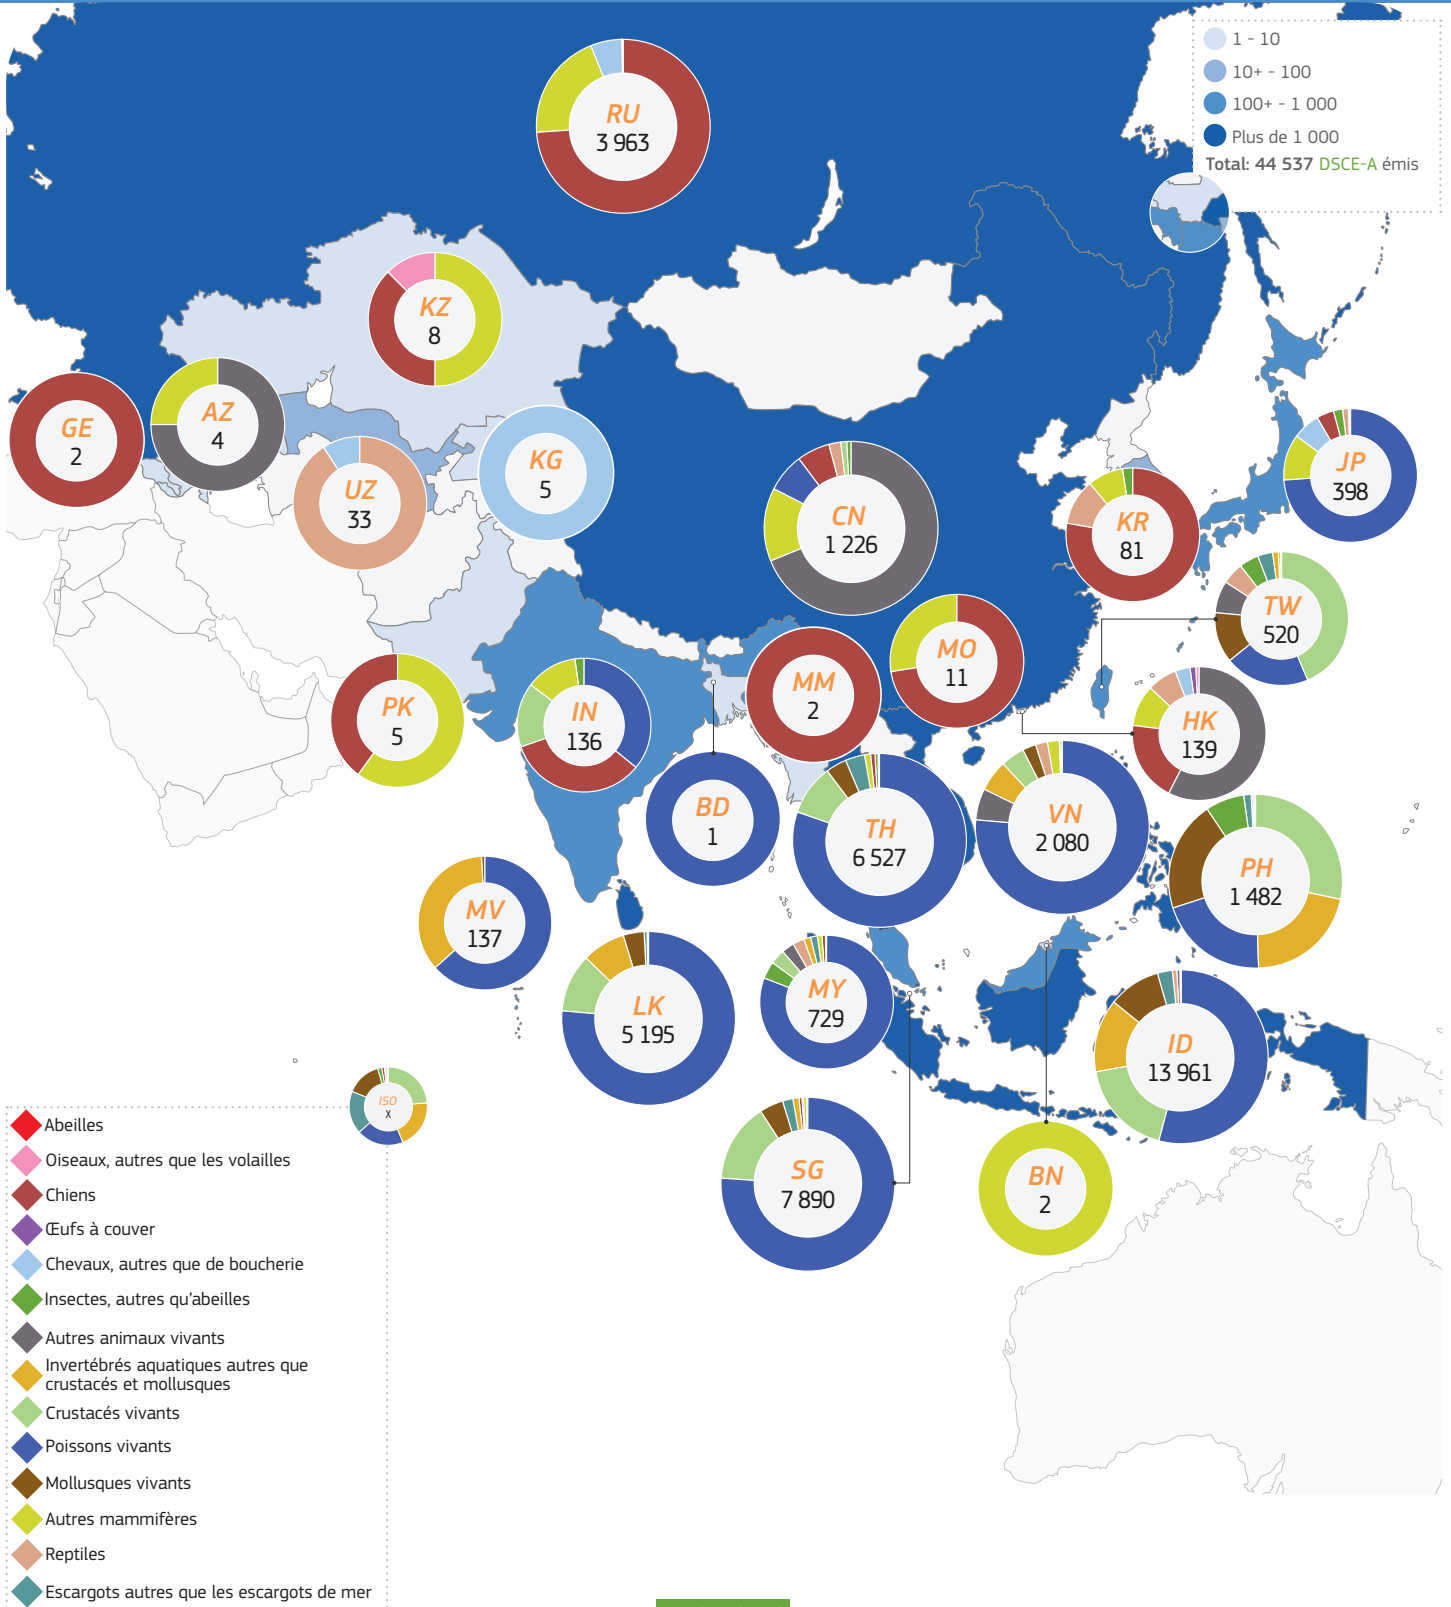 1 - 10
10+ - 100
100+ - 1 000
Plus de 1 000
Total: 44 537 DSCE-A émis
RU
3 963
KZ
8
GE
2
AZ
4
UZ
33
KG
5
CN
1 226
KR
81
JP
398
TW
520
PK
5
IN
136
MM
2
MO
11
HK
139
BD
1
TH
6 527
VN
2 080
PH
1 482
MV
137
LK
5 195
MY
729
ID
13 961
ISO
X
SG
7 890
BN
2
Abeilles
Oiseaux, autres que les volailles
Chiens
Œufs à couver
Chevaux, autres que de boucherie
Insectes, autres qu'abeilles
Autres animaux vivants
Invertébrés aquatiques autres que
crustacés et mollusques
Crustacés vivants
Poissons vivants
Mollusques vivants
Autres mammifères
Reptiles
Escargots autres que les escargots de mer